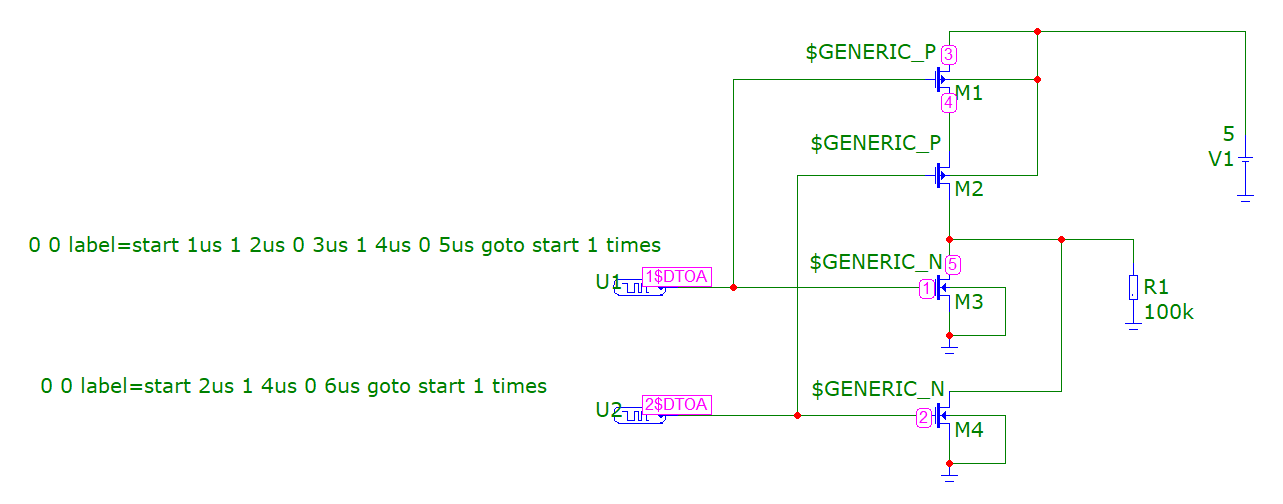 $GENERIC_P
3
M1
4
5
V1
$GENERIC_P
M2
0 0 label=start 1us 1 2us 0 3us 1 4us 0 5us goto start 1 times
$GENERIC_N
5
U1
1$DTOA
1
M3
R1
100k
0 0 label=start 2us 1 4us 0 6us goto start 1 times
$GENERIC_N
U2
2$DTOA
2
M4